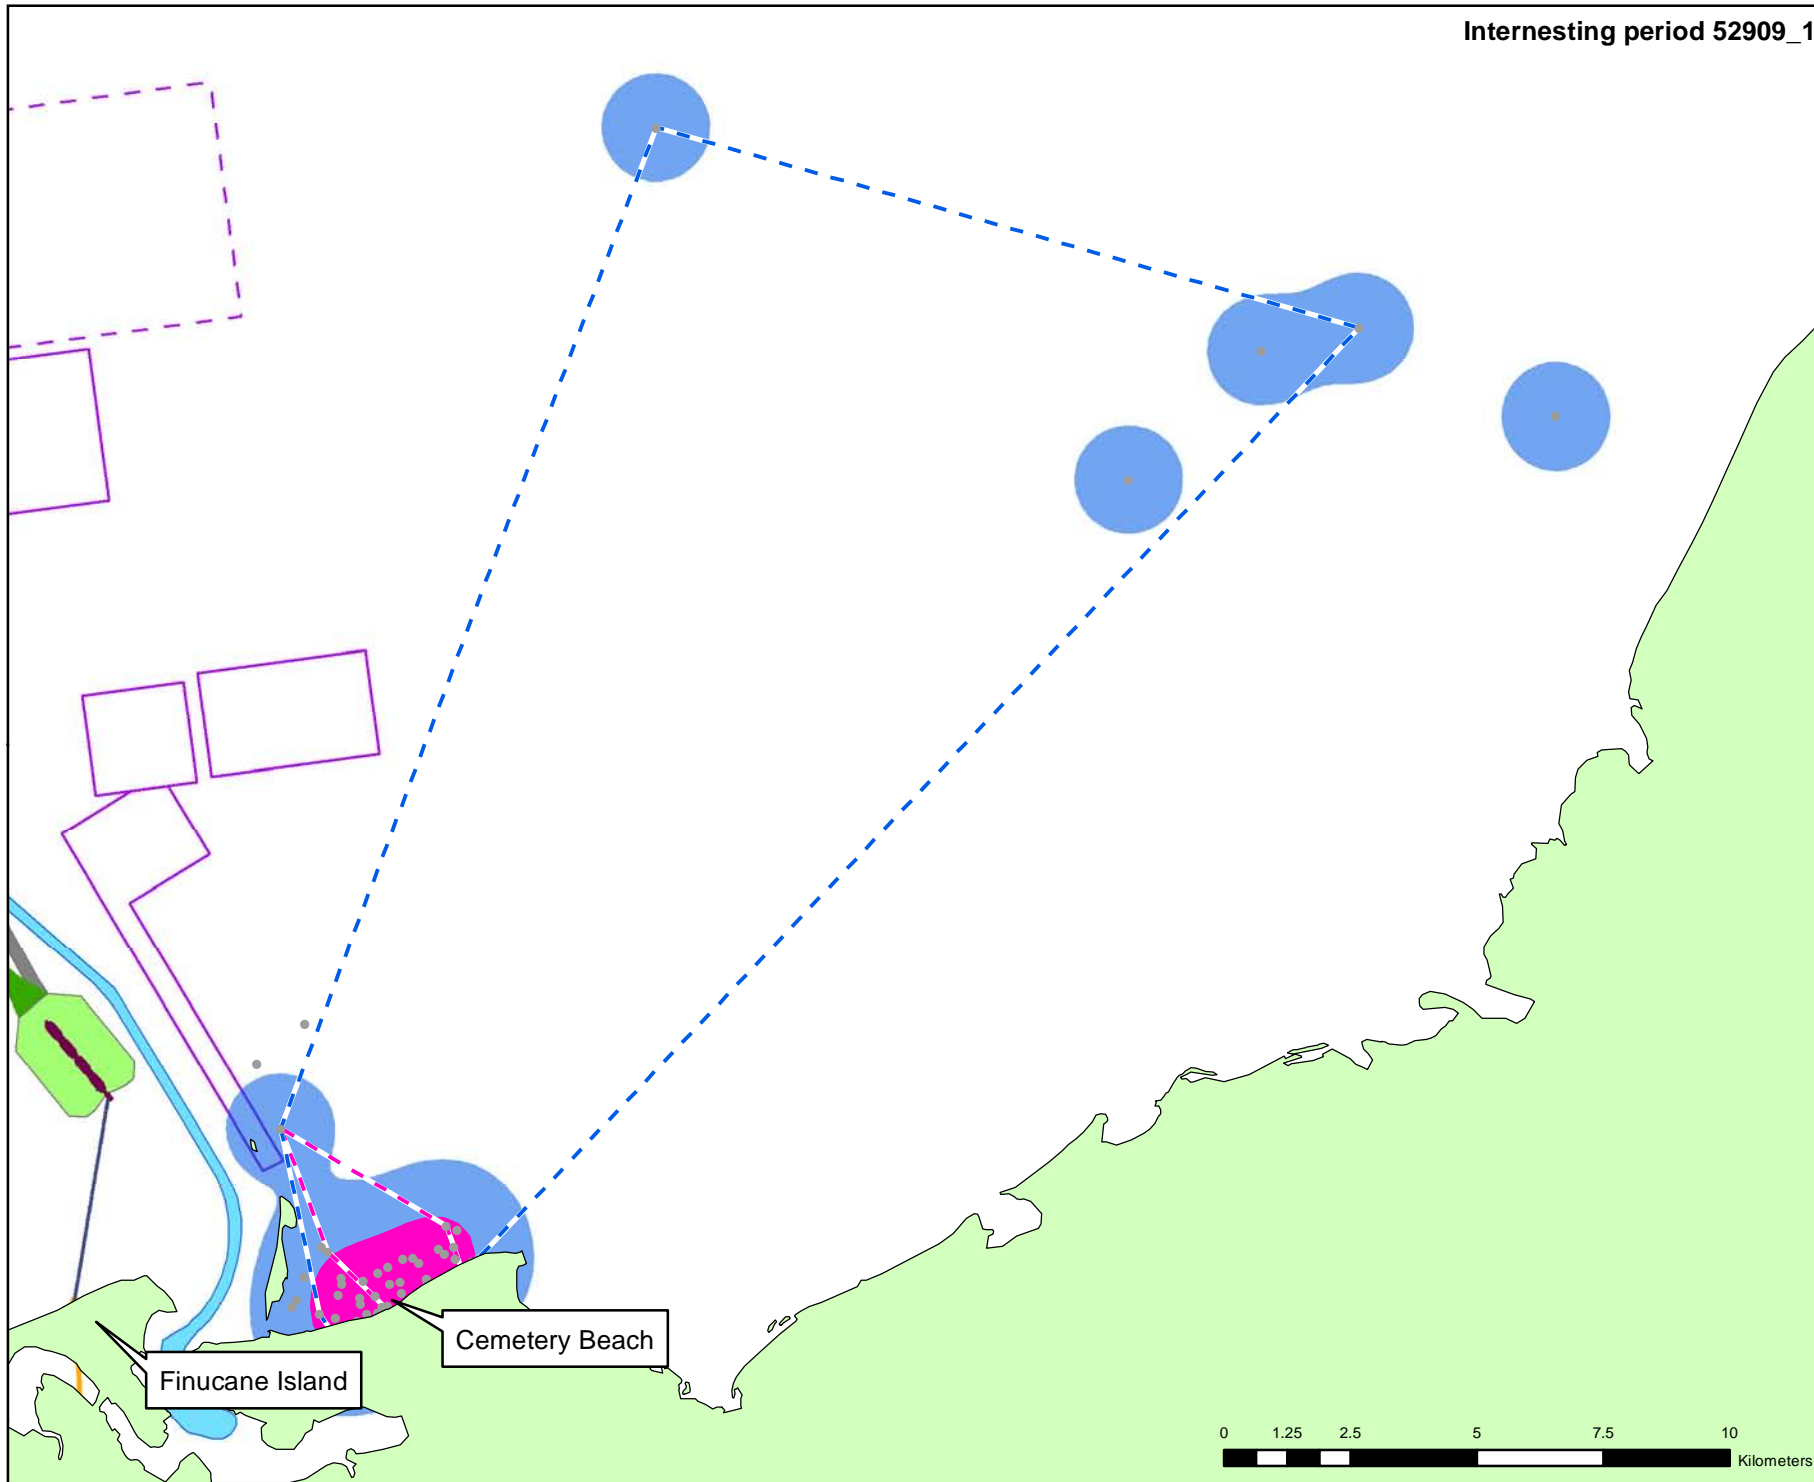 Internesting period 52909_1
Cemetery Beach
Finucane Island
0 1.25 2.5 5 7.5 10
Kilometers